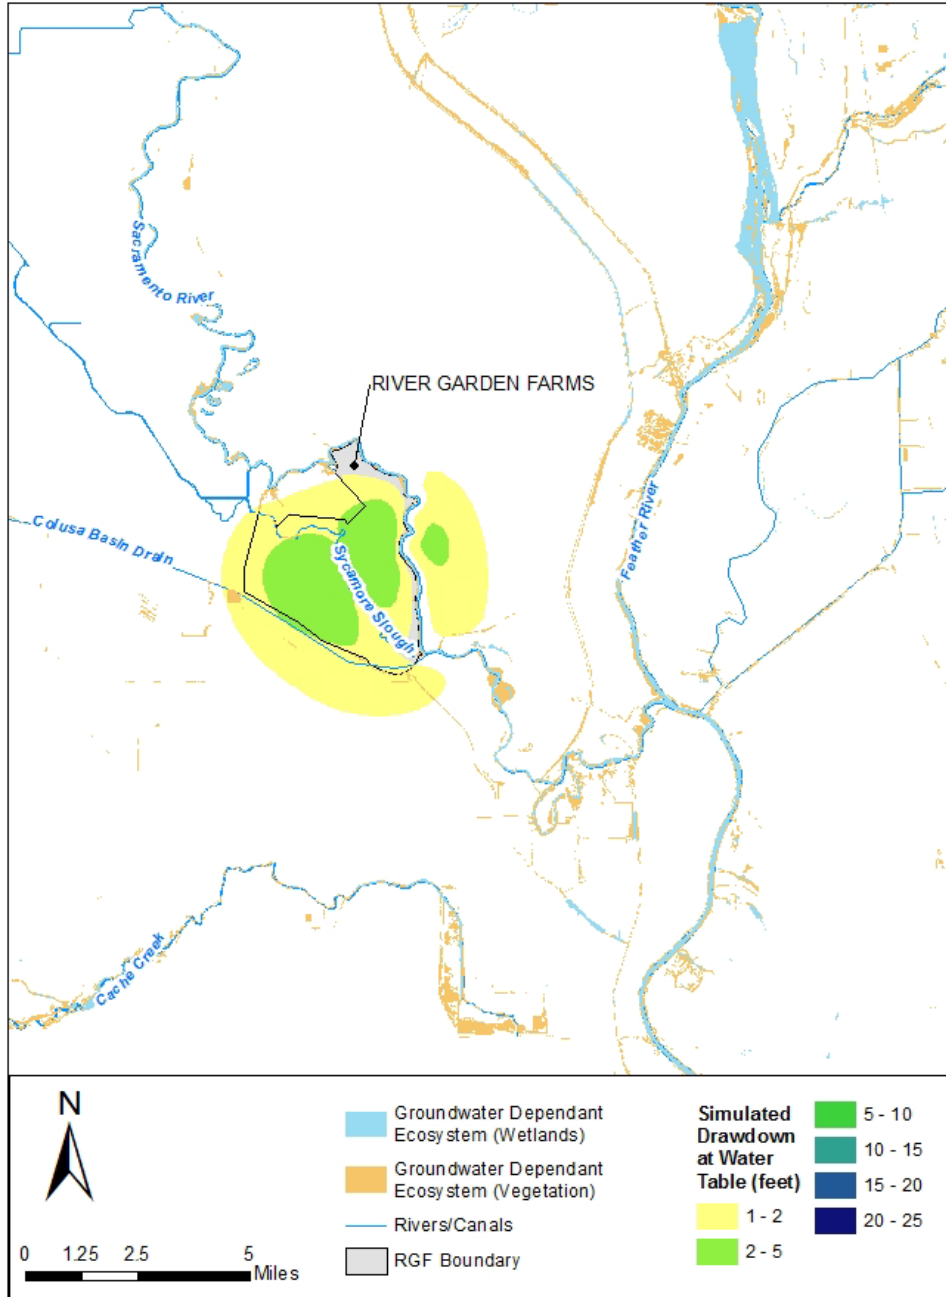 Sacramento River
RIVER GARDEN FARMS
Colusa Basin Drain
Sycamore Slough
Feather River
Cache Creek
N
0 1.25 2.5 5
Miles
Groundwater Dependant
Ecosystem (Wetlands)
Groundwater Dependant
Ecosystem (Vegetation)
Rivers/Canals
RGF Boundary
Simulated
Drawdown
at Water
Table (feet)
1 - 2
2 - 5
5 - 10
10 - 15
15 - 20
20 - 25